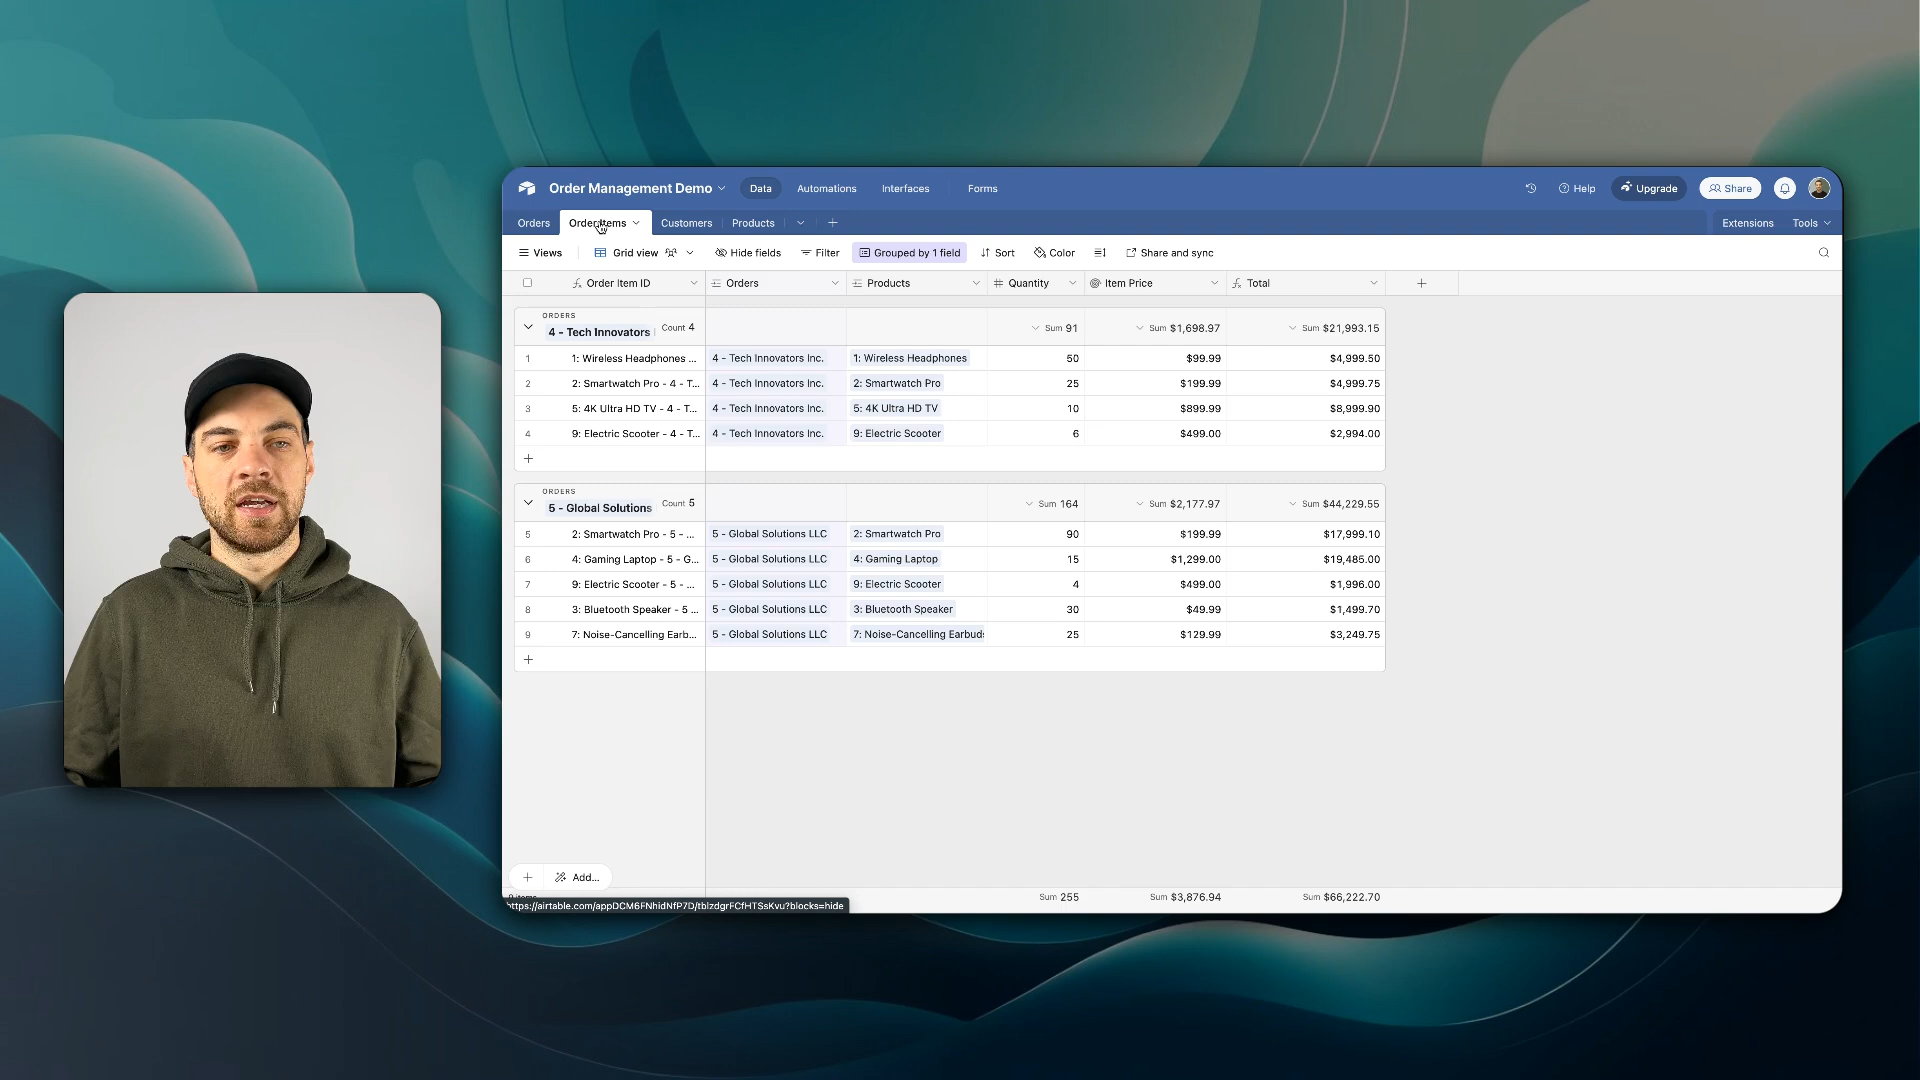 Order Management Demo Data Automations Interfaces Forms Help Upgrade Share
Orders Order Items Customers Products Extensions Tools
Views Grid view Hide fields Filter Grouped by 1 field Sort Color Share and sync
Order Item ID Orders Products Quantity Item Price Total
ORDERS
4 - Tech Innovators Count 4 Sum 91 Sum $1,698.97 Sum $21,993.15
1 1: Wireless Headphones ... 4 - Tech Innovators Inc. 1: Wireless Headphones 50 $99.99 $4,999.50
2 2: Smartwatch Pro - 4 - T... 4 - Tech Innovators Inc. 2: Smartwatch Pro 25 $199.99 $4,999.75
3 5: 4K Ultra HD TV - 4 - T... 4 - Tech Innovators Inc. 5: 4K Ultra HD TV 10 $899.99 $8,999.90
4 9: Electric Scooter - 4 - T... 4 - Tech Innovators Inc. 9: Electric Scooter 6 $499.00 $2,994.00
ORDERS
5 - Global Solutions Count 5 Sum 164 Sum $2,177.97 Sum $44,229.55
5 2: Smartwatch Pro - 5 - ... 5 - Global Solutions LLC 2: Smartwatch Pro 90 $199.99 $17,999.10
6 4: Gaming Laptop - 5 - G... 5 - Global Solutions LLC 4: Gaming Laptop 15 $1,299.00 $19,485.00
7 9: Electric Scooter - 5 - ... 5 - Global Solutions LLC 9: Electric Scooter 4 $499.00 $1,996.00
8 3: Bluetooth Speaker - 5 ... 5 - Global Solutions LLC 3: Bluetooth Speaker 30 $49.99 $1,499.70
9 7: Noise-Cancelling Earb... 5 - Global Solutions LLC 7: Noise-Cancelling Earbuds 25 $129.99 $3,249.75
Add...
Sum 255 Sum $3,876.94 Sum $66,222.70
https://airtable.com/appDCM6FNhidNfP7D/tblzdgrFCfHTSsKvu?blocks=hide